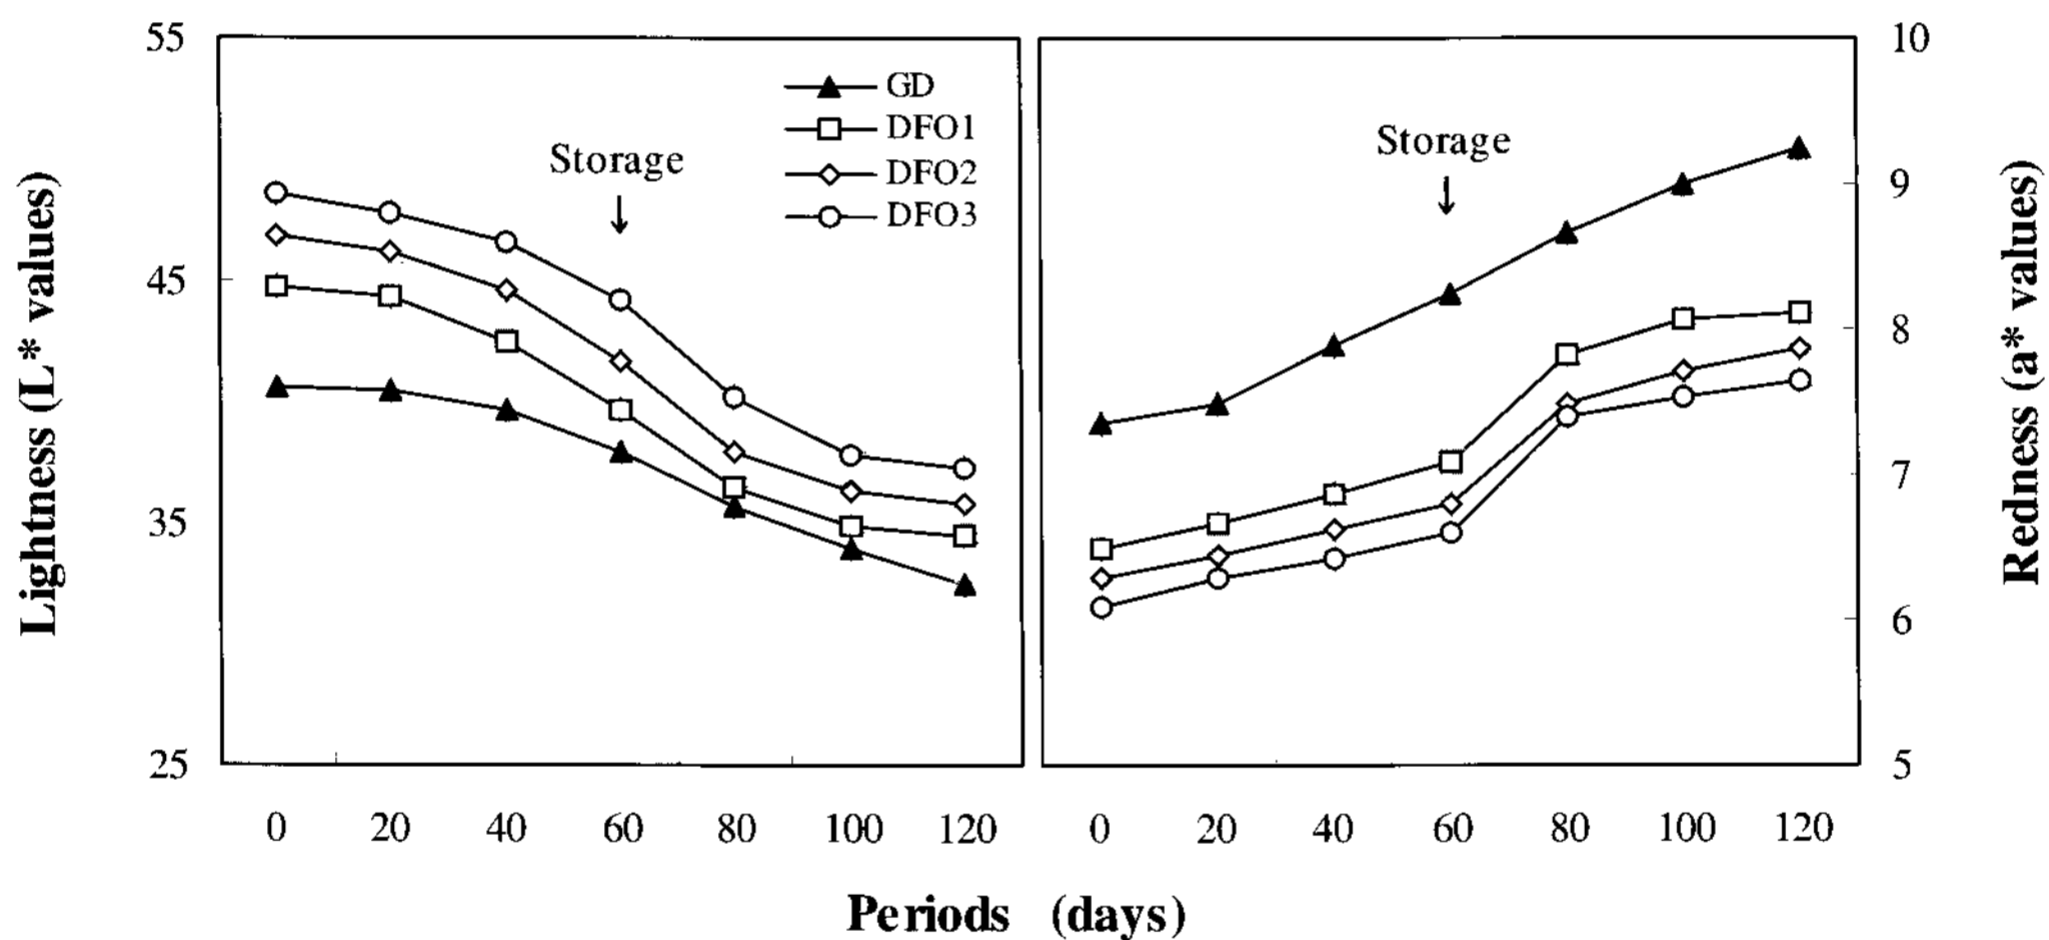 55
45
35
25
Lightness (L* values)
Storage
GD
DFO1
DFO2
DFO3
0 20 40 60 80 100 120
Storage
10
9
8
7
6
5
Redness (a* values)
0 20 40 60 80 100 120
Periods (days)